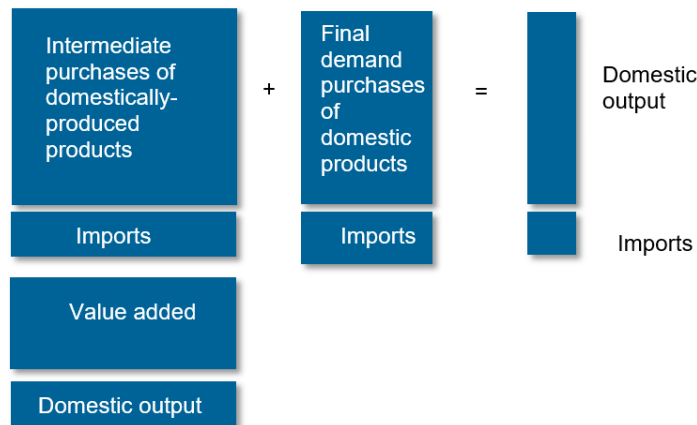 Intermediate
purchases of
domestically-
produced
products
+
Final
demand
purchases
of
domestic
products
=
Domestic
output
Imports
Imports
Imports
Value added
Domestic output